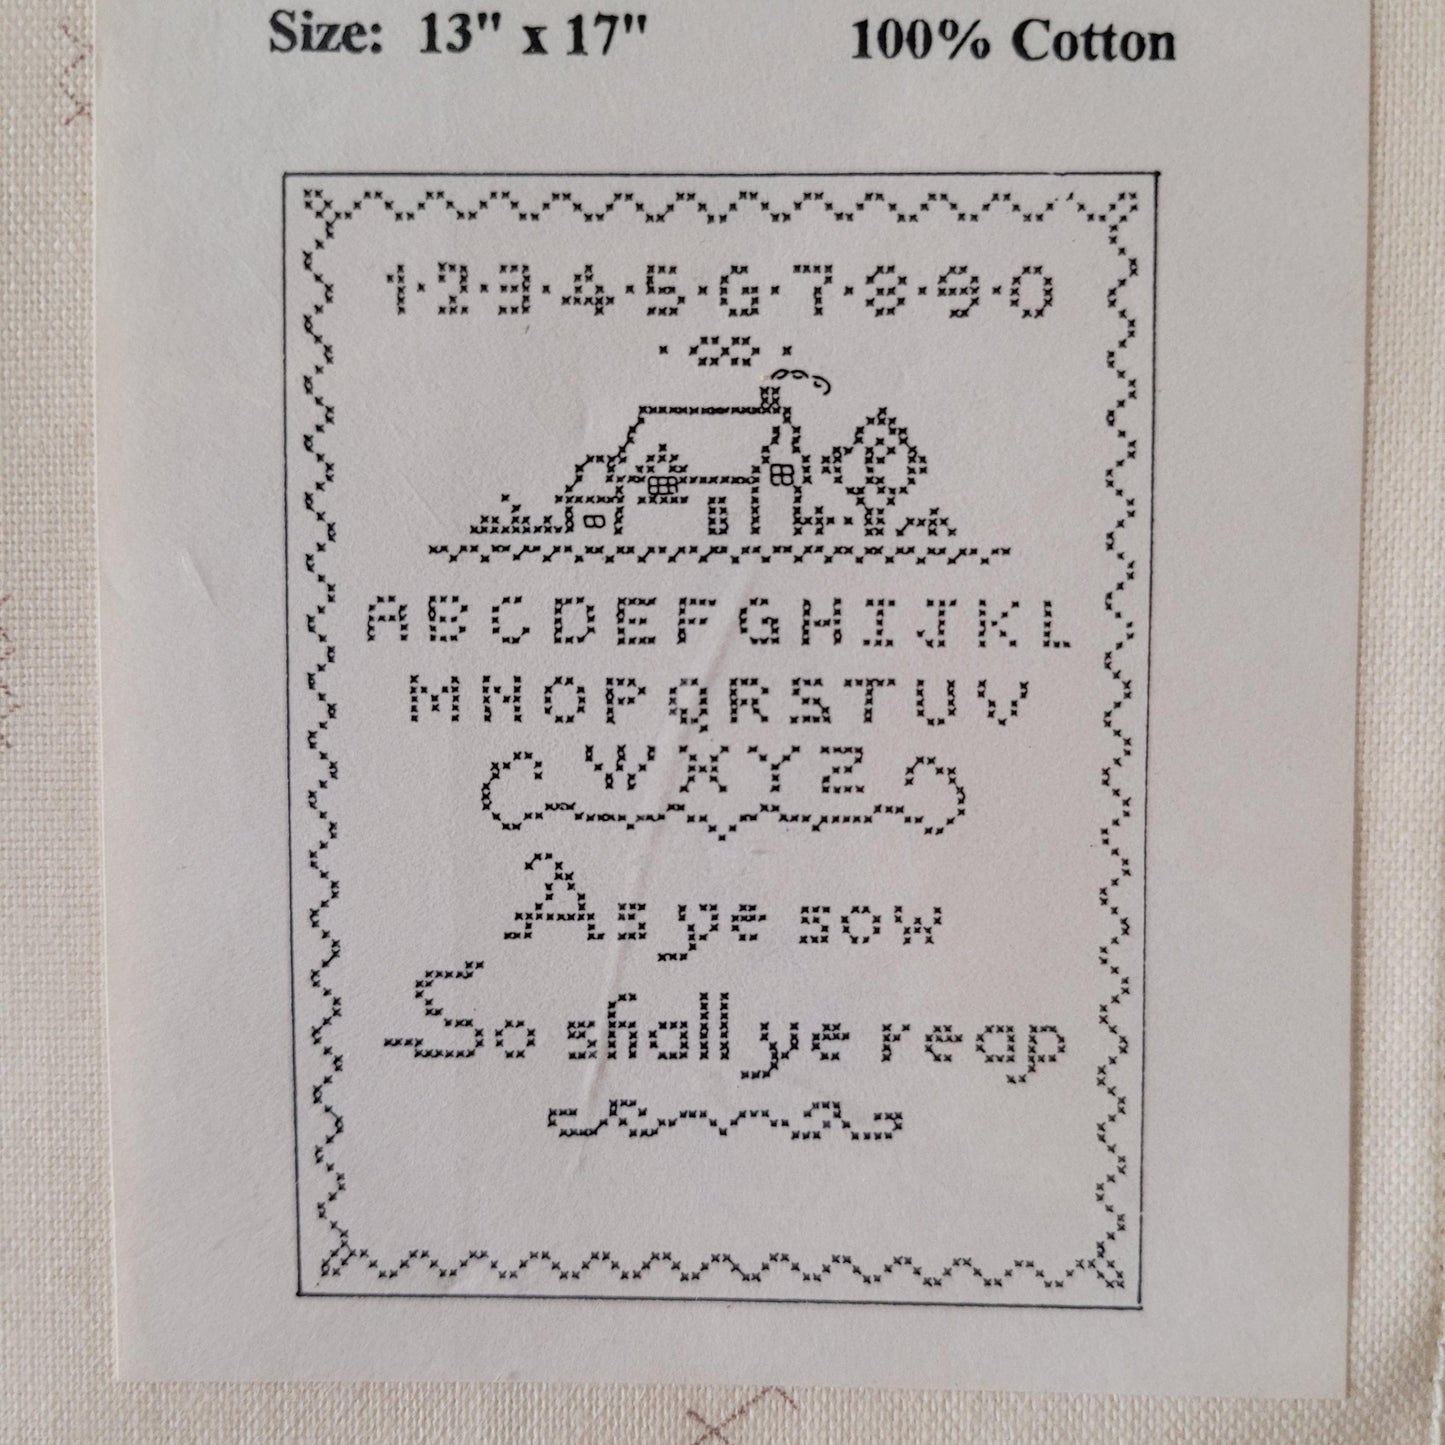 Size: 13" x 17" 100% Cotton
1·2·3·4·5·6·7·8·9·0
ABCDEFGHIJKL
MNOPQRSTUV
WXYZ
As ye sow
So shall ye reap